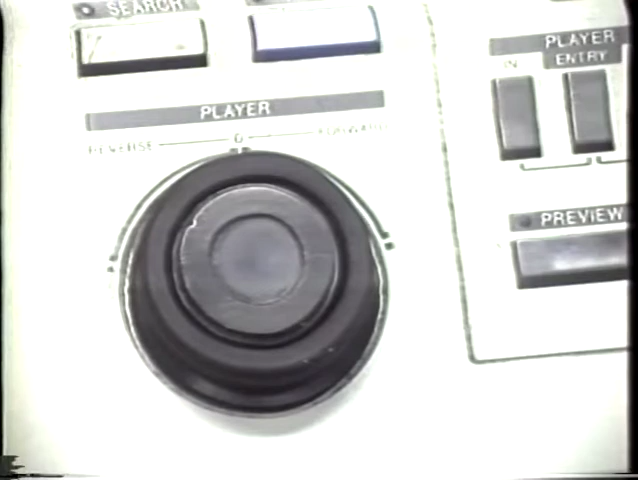 SEARCH
PLAYER
REVERSE 0 FORWARD
PLAYER
IN ENTRY
PREVIEW